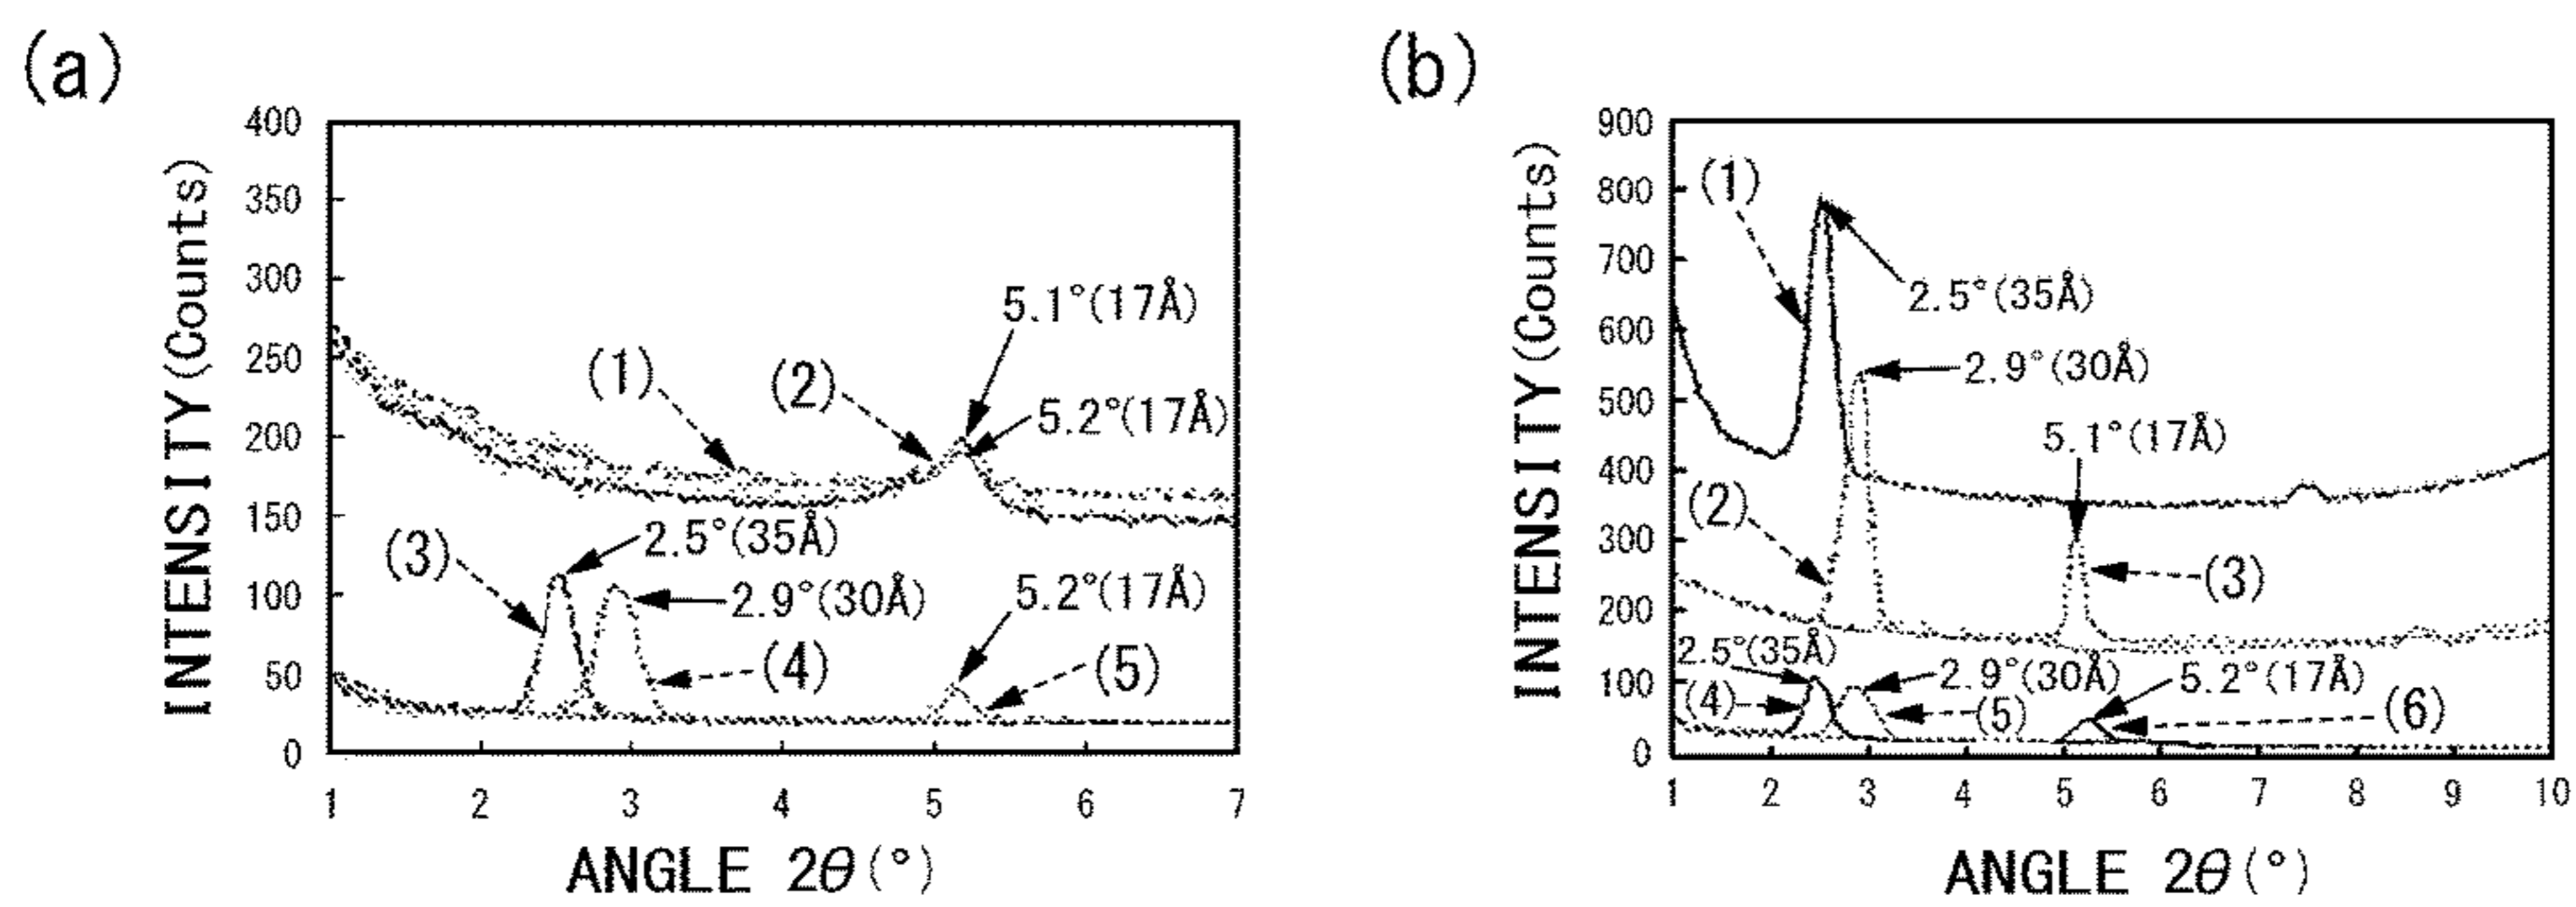 (a)
INTENSITY(Counts)
400
350
300
250
200
150
100
50
0
(1)
(2)
5.1°(17Å)
5.2°(17Å)
(3)
2.5°(35Å)
2.9°(30Å)
(4)
5.2°(17Å)
(5)
1 2 3 4 5 6 7
ANGLE 2θ(°)
(b)
INTENSITY(Counts)
900
800
700
600
500
400
300
200
100
0
(1)
2.5°(35Å)
2.9°(30Å)
5.1°(17Å)
(2)
(3)
2.5°(35Å)
2.9°(30Å)
5.2°(17Å)
(4)
(5)
(6)
1 2 3 4 5 6 7 8 9 10
ANGLE 2θ(°)